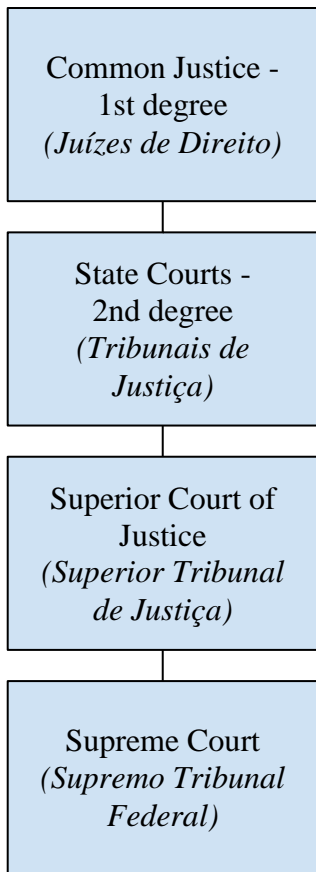 Common Justice -
1st degree
(Juízes de Direito)
State Courts -
2nd degree
(Tribunais de
Justiça)
Superior Court of
Justice
(Superior Tribunal
de Justiça)
Supreme Court
(Supremo Tribunal
Federal)